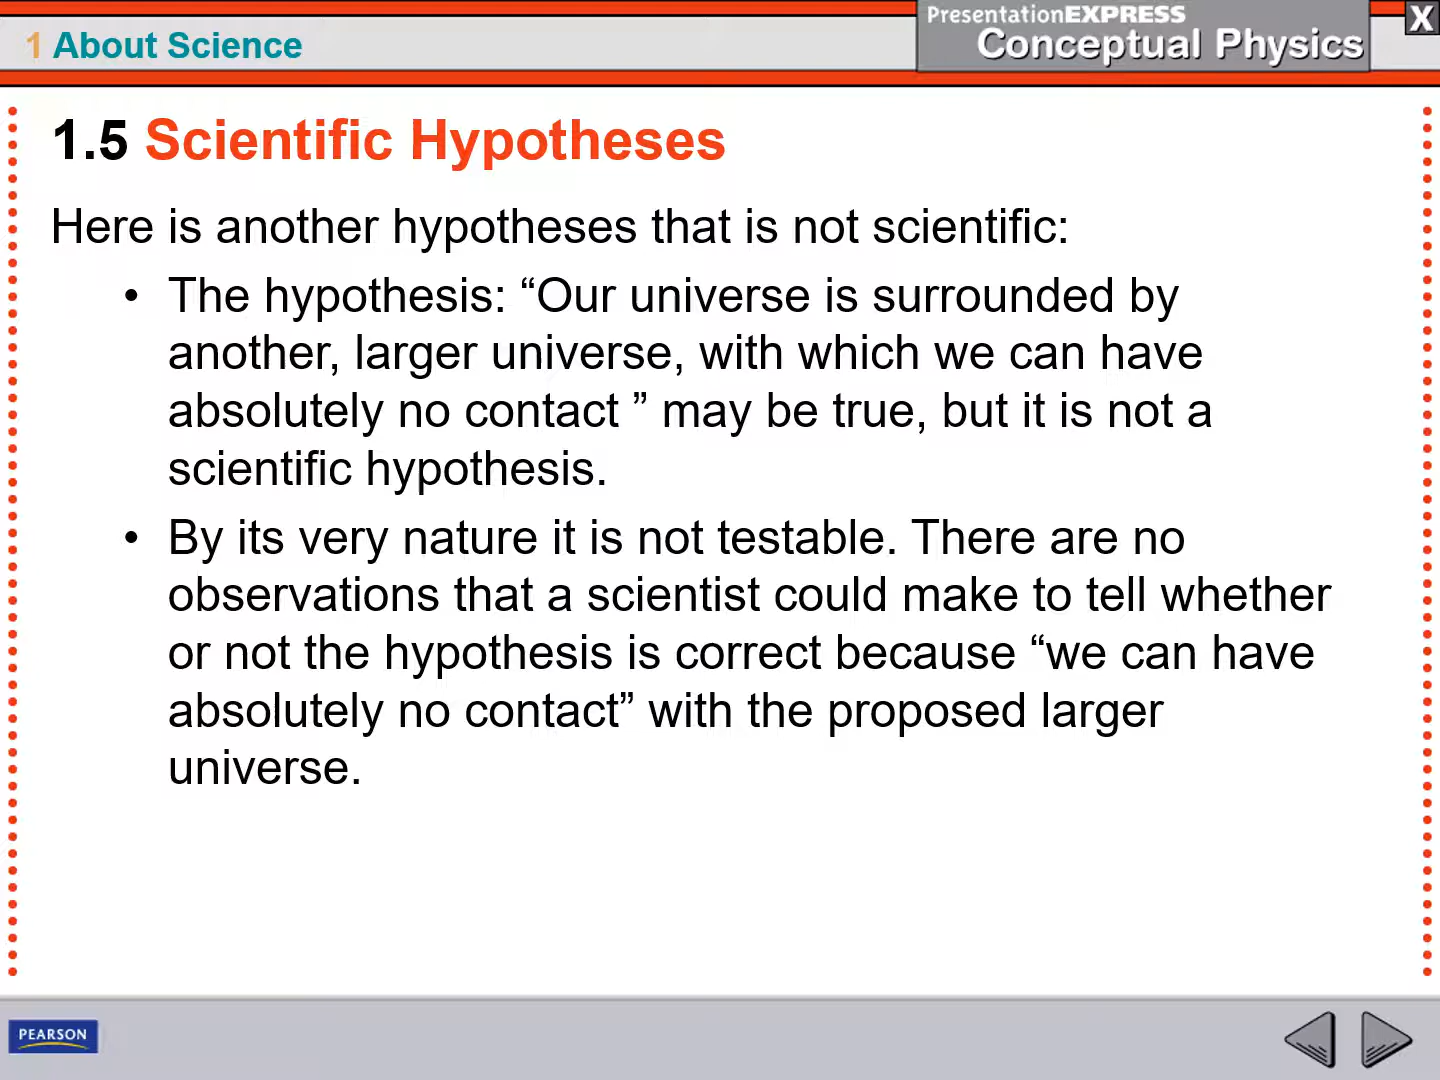 1 About Science
PresentationEXPRESS
Conceptual Physics
X
1.5 Scientific Hypotheses
Here is another hypotheses that is not scientific:
• The hypothesis: “Our universe is surrounded by
another, larger universe, with which we can have
absolutely no contact ” may be true, but it is not a
scientific hypothesis.
• By its very nature it is not testable. There are no
observations that a scientist could make to tell whether
or not the hypothesis is correct because “we can have
absolutely no contact” with the proposed larger
universe.
PEARSON